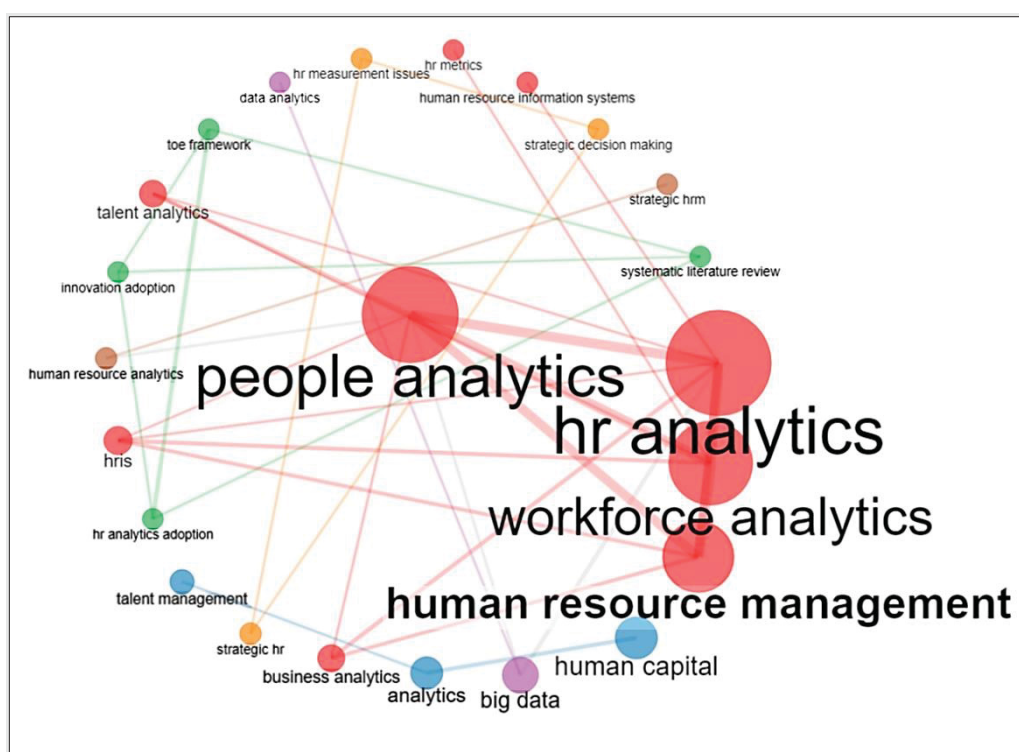 hr metrics
hr measurement issues
data analytics
human resource information systems
toe framework
strategic decision making
talent analytics
strategic hrm
systematic literature review
innovation adoption
human resource analytics
people analytics
hr analytics
hris
workforce analytics
hr analytics adoption
talent management
human resource management
strategic hr
human capital
business analytics
analytics
big data